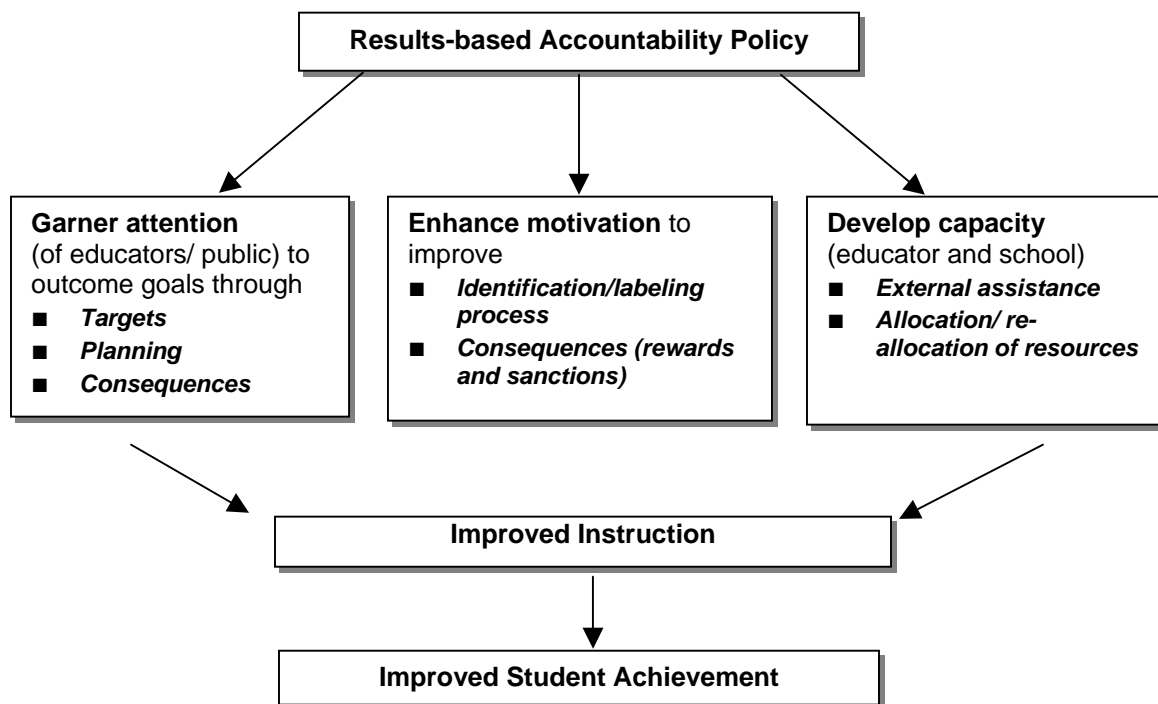 Results-based Accountability Policy
Garner attention
(of educators/ public) to
outcome goals through
■ Targets
■ Planning
■ Consequences
Enhance motivation to
improve
■ Identification/labeling
process
■ Consequences (rewards
and sanctions)
Develop capacity
(educator and school)
■ External assistance
■ Allocation/ re-
allocation of resources
Improved Instruction
Improved Student Achievement